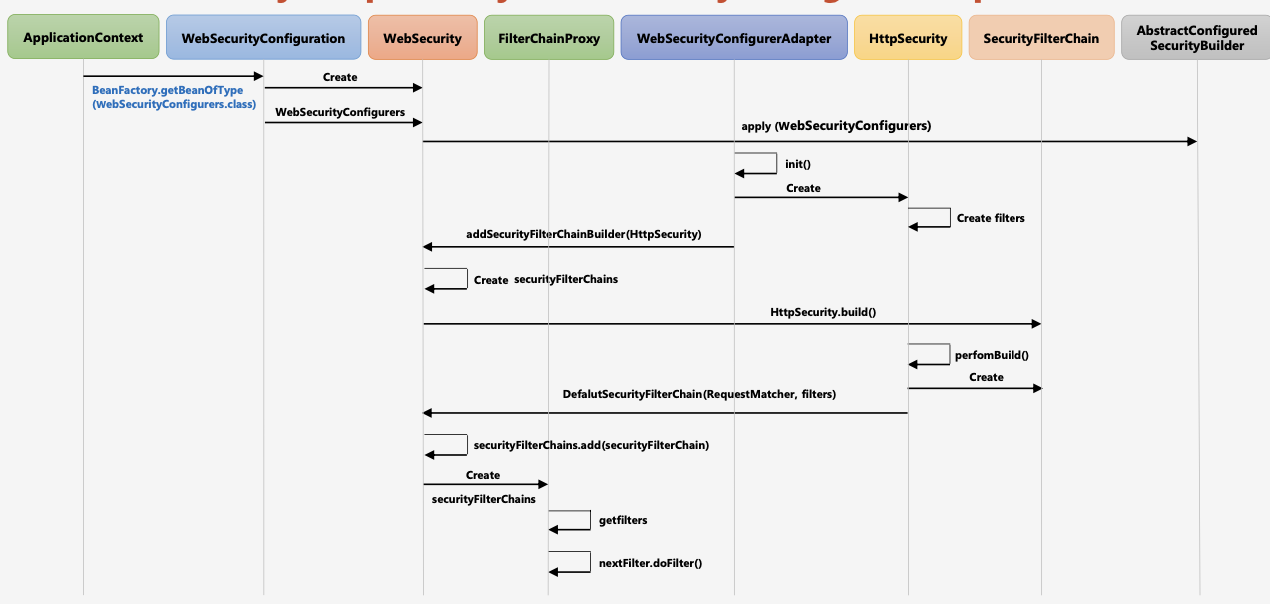 ApplicationContext
WebSecurityConfiguration
WebSecurity
FilterChainProxy
WebSecurityConfigurerAdapter
HttpSecurity
SecurityFilterChain
AbstractConfigured
SecurityBuilder
BeanFactory.getBeanOfType
(WebSecurityConfigurers.class)
Create
WebSecurityConfigurers
apply (WebSecurityConfigurers)
init()
Create
Create filters
addSecurityFilterChainBuilder(HttpSecurity)
Create securityFilterChains
HttpSecurity.build()
perfomBuild()
Create
DefalutSecurityFilterChain(RequestMatcher, filters)
securityFilterChains.add(securityFilterChain)
Create
securityFilterChains
getfilters
nextFilter.doFilter()